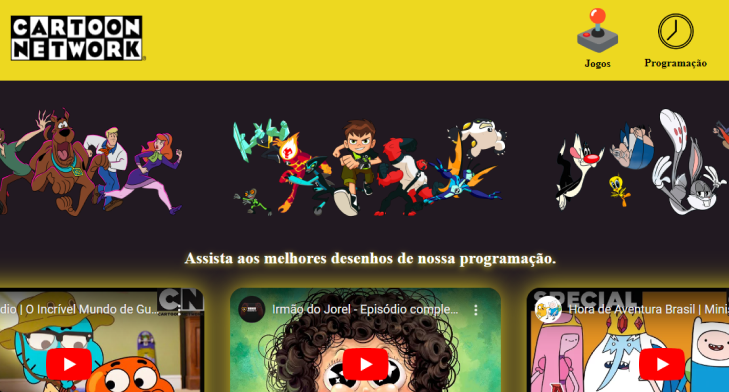 CARTOON
NETWORK
Jogos
Programação
Assista aos melhores desenhos de nossa programação.
dio | O Incrível Mundo de Gu...
CN
Irmão do Jorel - Episódio comple...
SPECIAL
Hora de Aventura Brasil | Minis